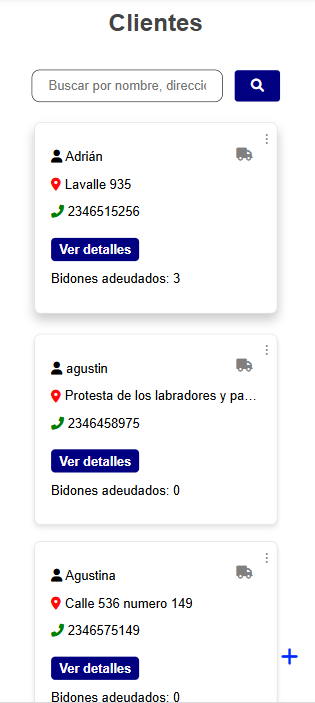 Clientes
Buscar por nombre, direcci
Adrián
Lavalle 935
2346515256
Ver detalles
Bidones adeudados: 3
agustin
Protesta de los labradores y pa...
2346458975
Ver detalles
Bidones adeudados: 0
Agustina
Calle 536 numero 149
2346575149
Ver detalles
Bidones adeudados: 0